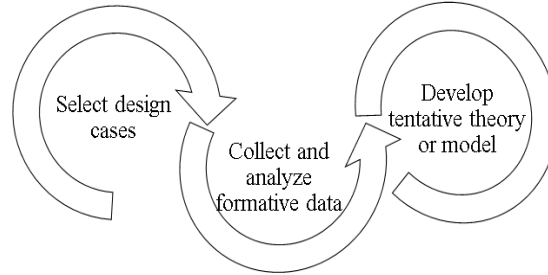 Select design
cases
Collect and
analyze
formative data
Develop
tentative theory
or model